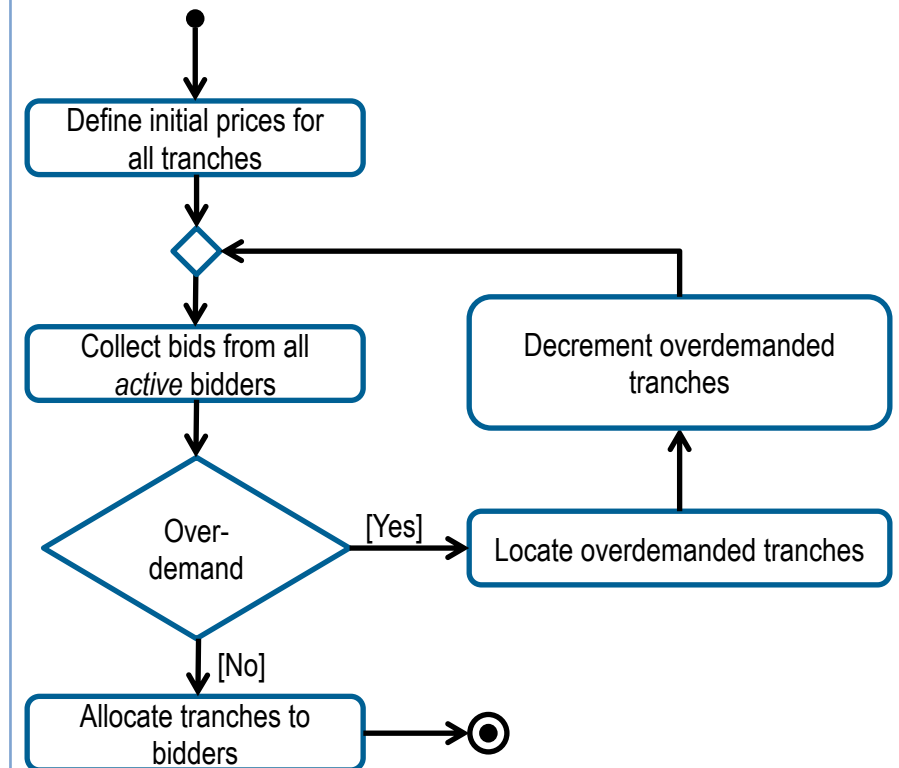 Define initial prices for
all tranches
Collect bids from all
active bidders
Over-
demand
[Yes]
Locate overdemanded tranches
Decrement overdemanded
tranches
[No]
Allocate tranches to
bidders